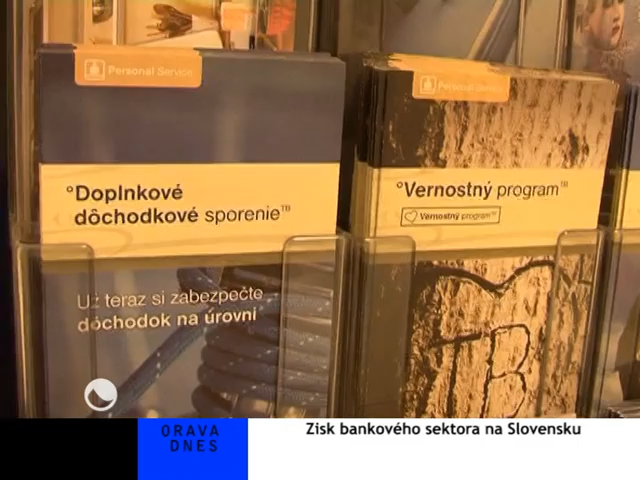 Personal Service
°Doplnkové
dôchodkové sporenie™
Už teraz si zabezpečte
dôchodok na úrovni
Personal Service
°Vernostný program™
Vernostný program™
TB
ORAVA
DNES
Zisk bankového sektora na Slovensku